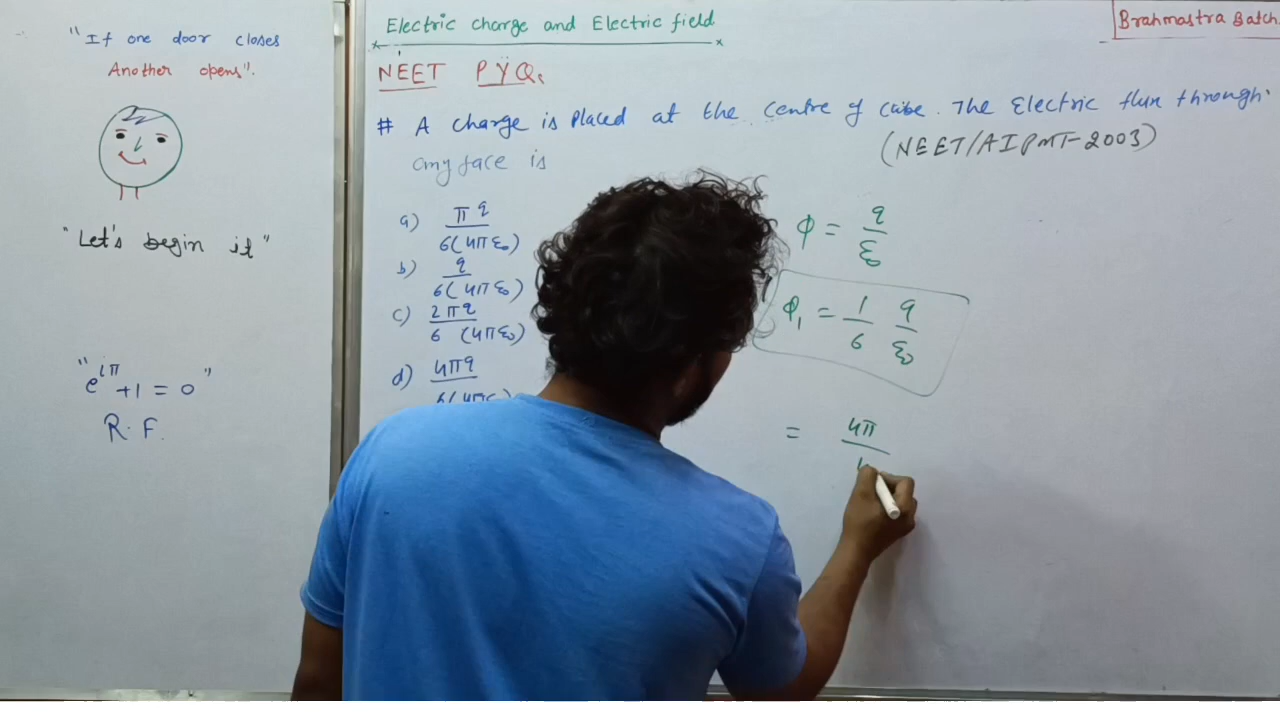 "If one door closes
Another opens".
"Let's begin it"
"e^iπ +1 = 0"
R. F.
Electric charge and Electric field
Brahmastra Batch
NEET PYQs
# A charge is placed at the centre of cube. The Electric flux through
any face is
(NEET/AIPMT-2003)
a) πq / 6(4πε₀)
b) q / 6(4πε₀)
c) 2πq / 6 (4πε₀)
d) 4πq
φ = q / ε₀
φ₁ = 1/6 q/ε₀
= 4π